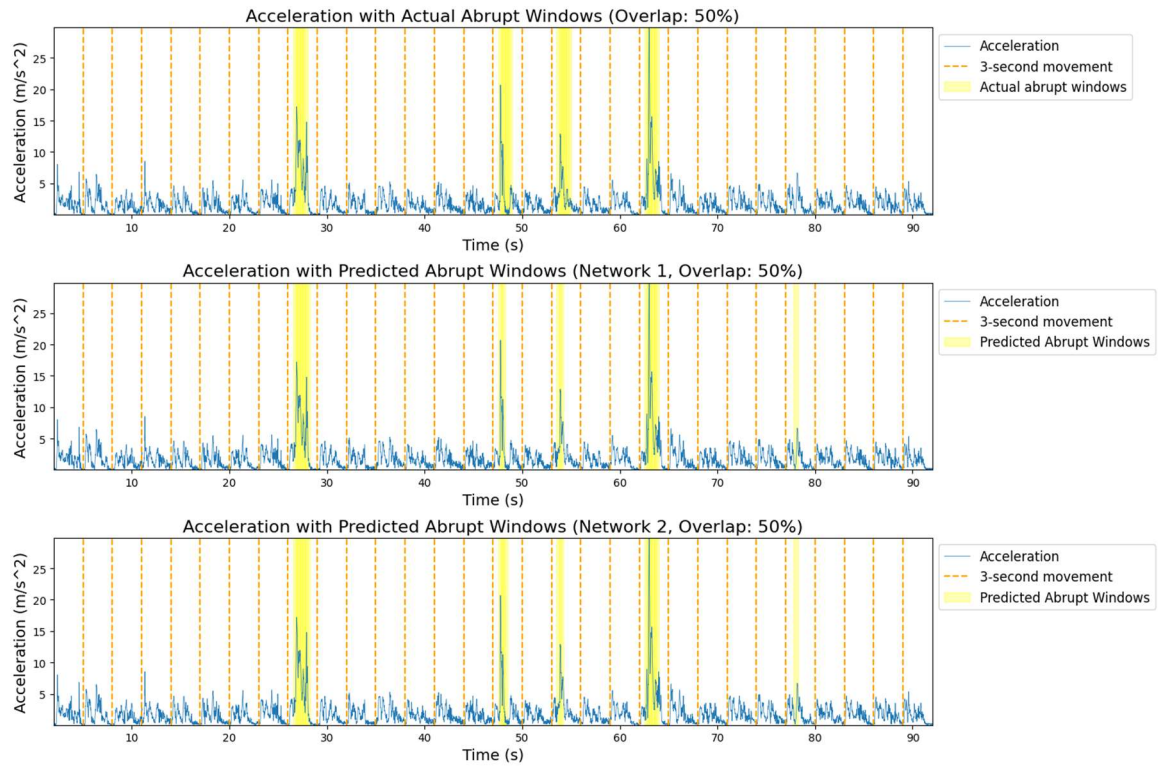 Acceleration with Actual Abrupt Windows (Overlap: 50%)
Acceleration (m/s^2)
25
20
15
10
5
10 20 30 40 50 60 70 80 90
Time (s)
Acceleration
3-second movement
Actual abrupt windows
Acceleration with Predicted Abrupt Windows (Network 1, Overlap: 50%)
Acceleration (m/s^2)
25
20
15
10
5
10 20 30 40 50 60 70 80 90
Time (s)
Acceleration
3-second movement
Predicted Abrupt Windows
Acceleration with Predicted Abrupt Windows (Network 2, Overlap: 50%)
Acceleration (m/s^2)
25
20
15
10
5
10 20 30 40 50 60 70 80 90
Time (s)
Acceleration
3-second movement
Predicted Abrupt Windows